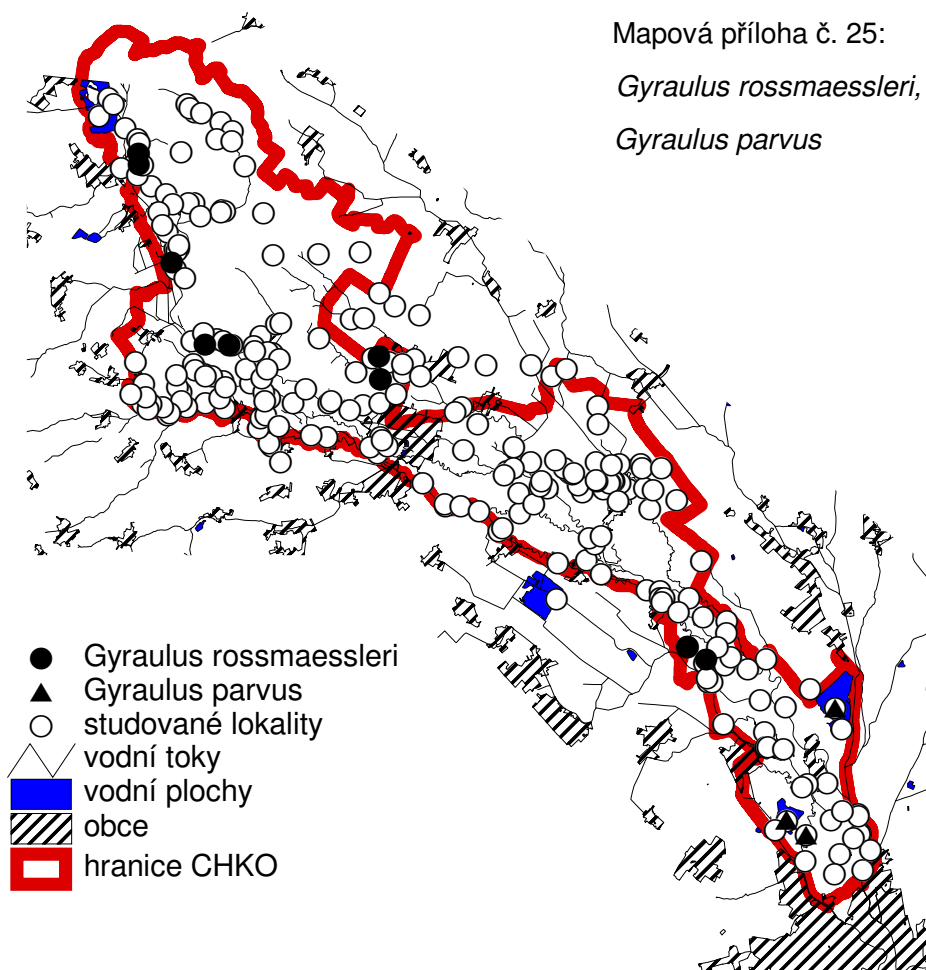 Mapová příloha č. 25:
Gyraulus rossmaessleri,
Gyraulus parvus
Gyraulus rossmaessleri
Gyraulus parvus
studované lokality
vodní toky
vodní plochy
obce
hranice CHKO